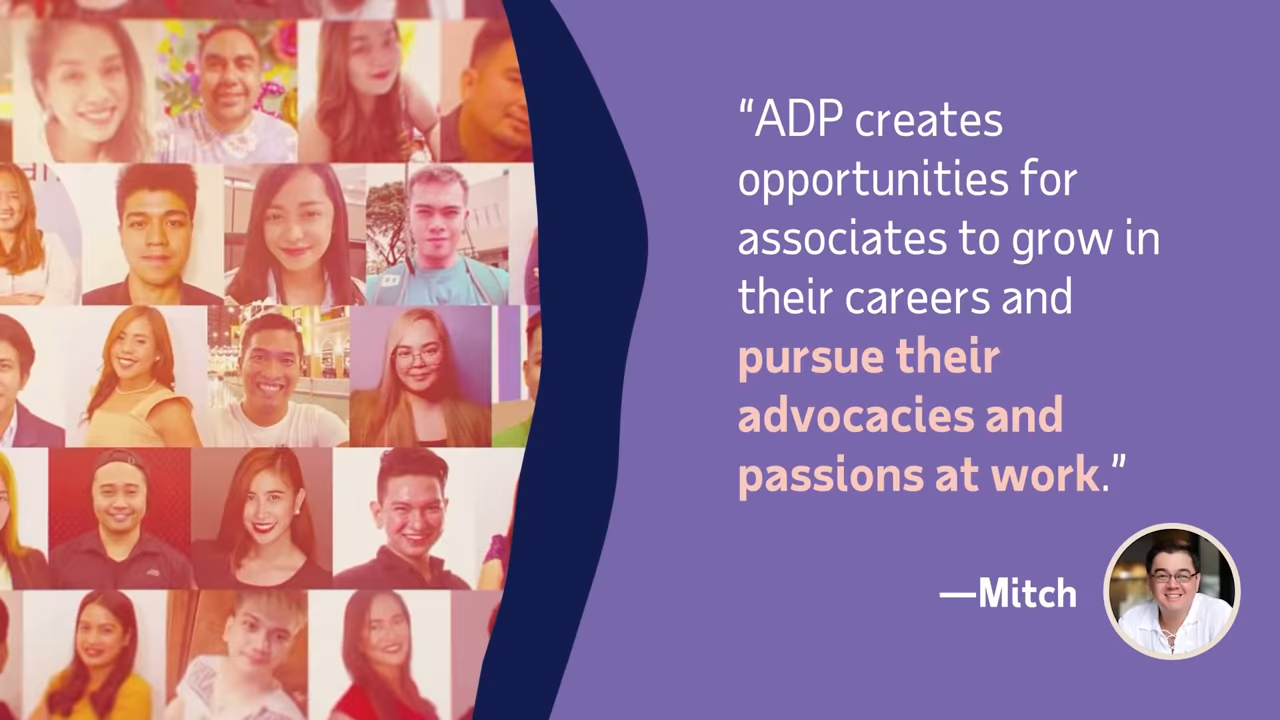 “ADP creates
opportunities for
associates to grow in
their careers and
pursue their
advocacies and
passions at work.”
—Mitch